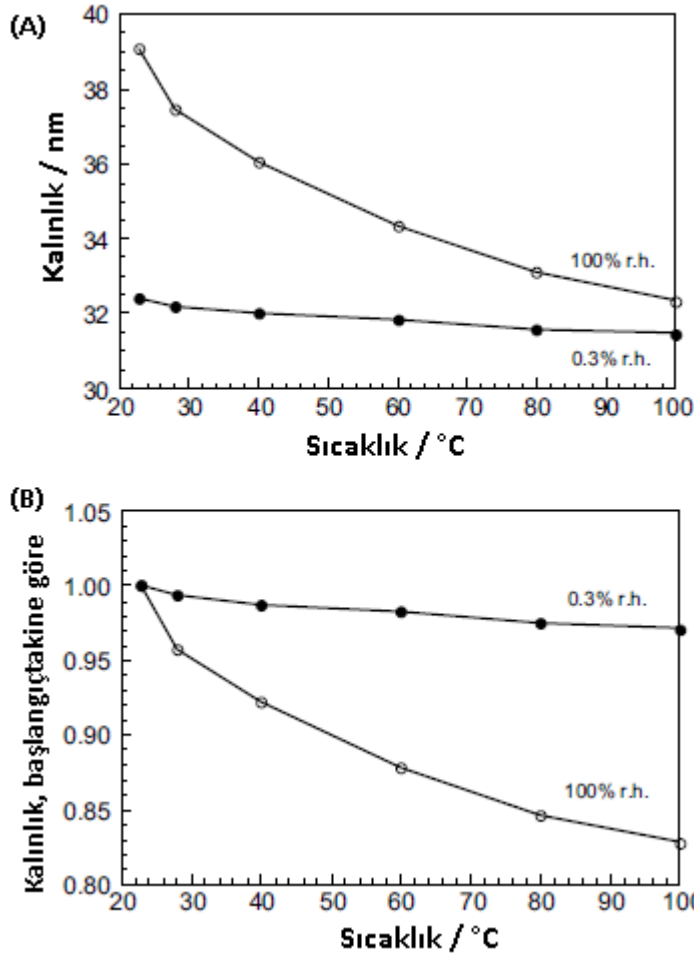 (A)
40
38
36
34
32
30
Kalınlık / nm
100% r.h.
0.3% r.h.
20 30 40 50 60 70 80 90 100
Sıcaklık / °C
(B)
1.05
1.00
0.95
0.90
0.85
0.80
Kalınlık, başlangıçtakine göre
0.3% r.h.
100% r.h.
20 30 40 50 60 70 80 90 100
Sıcaklık / °C